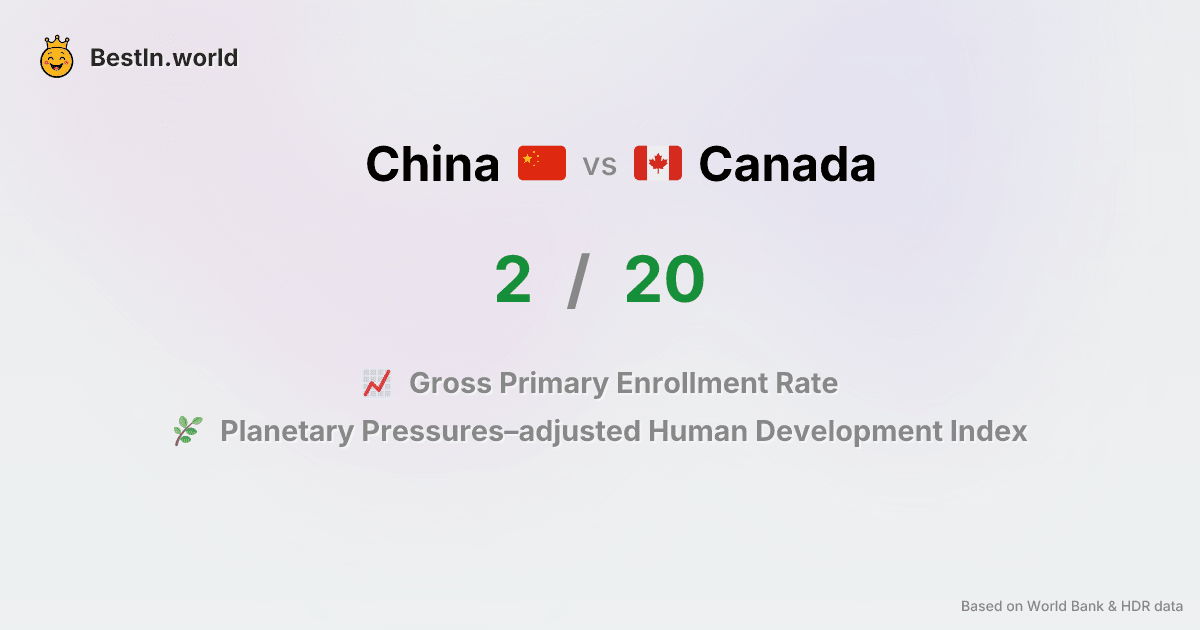 BestIn.world
China vs Canada
2 / 20
Gross Primary Enrollment Rate
Planetary Pressures–adjusted Human Development Index
Based on World Bank & HDR data